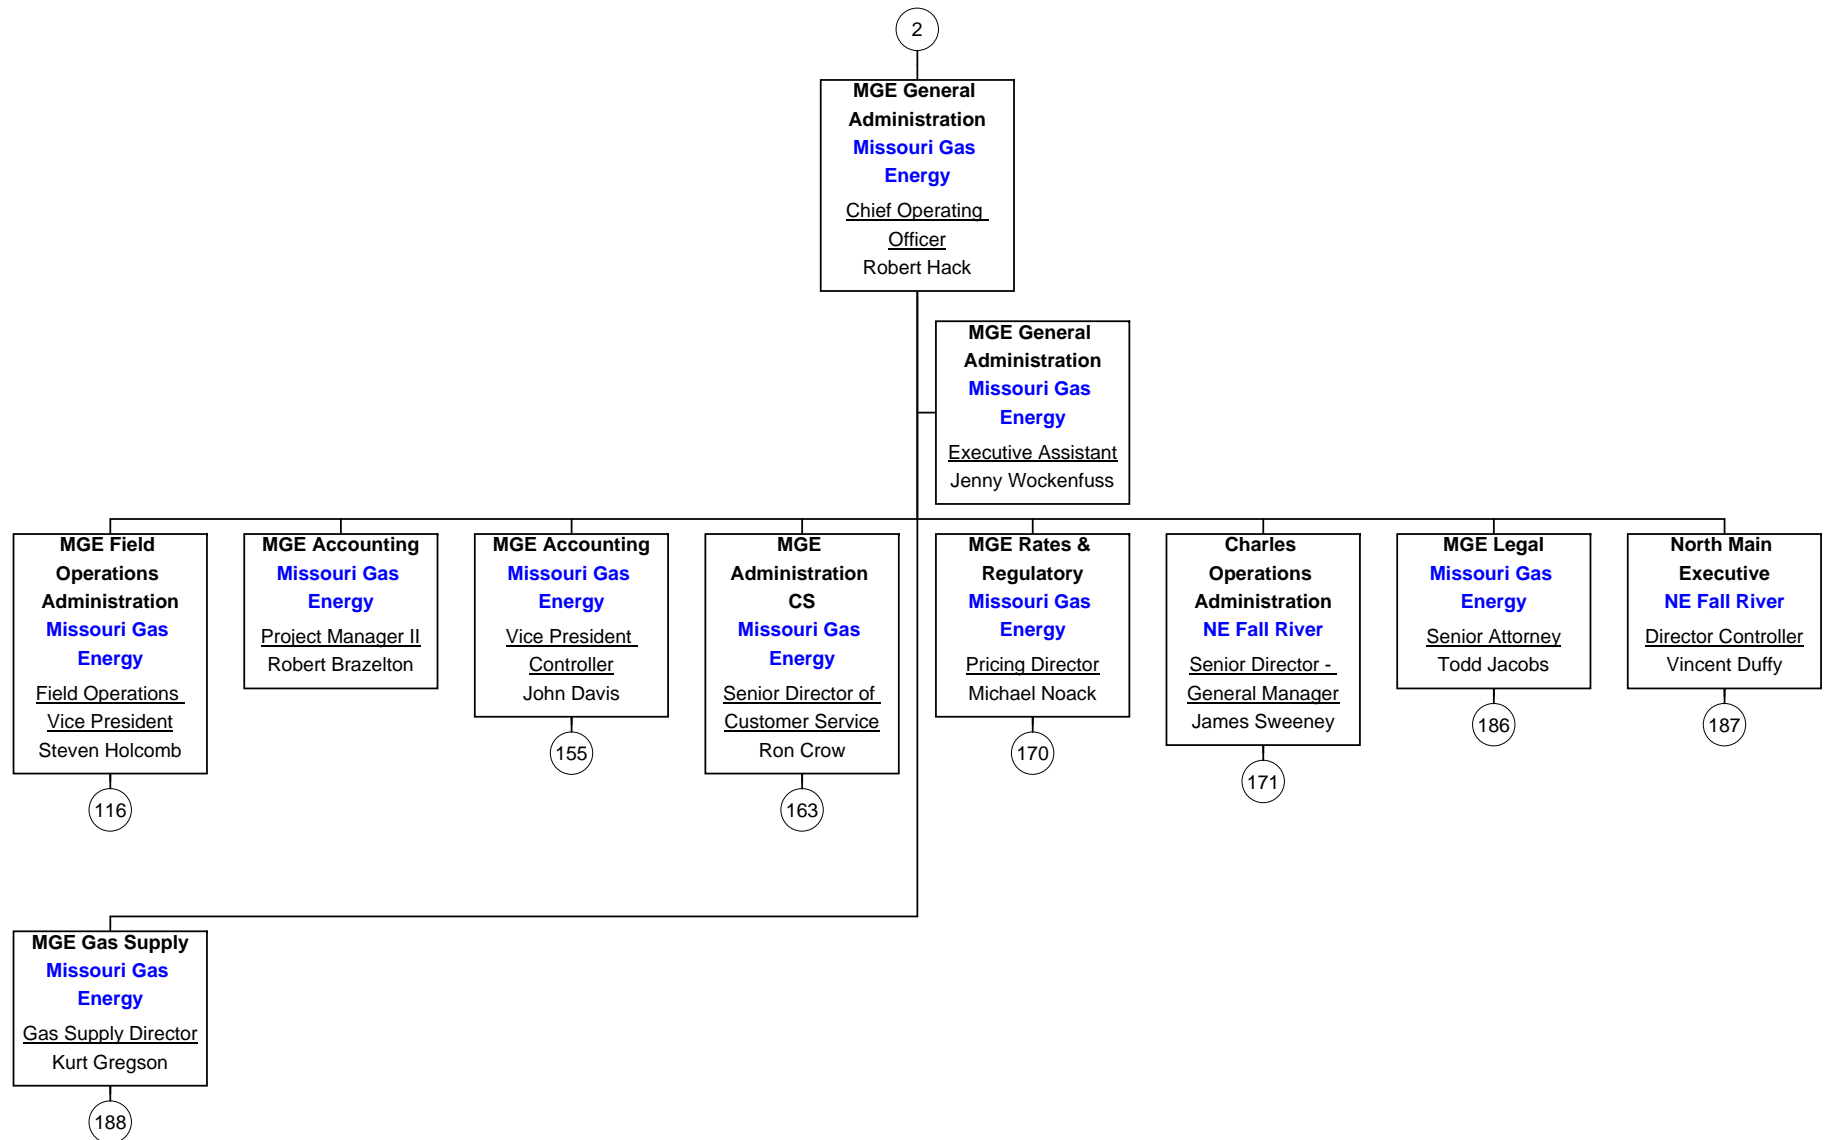 2
MGE General
Administration
Missouri Gas
Energy
Chief Operating
Officer
Robert Hack
MGE General
Administration
Missouri Gas
Energy
Executive Assistant
Jenny Wockenfuss
MGE Field
Operations
Administration
Missouri Gas
Energy
Field Operations
Vice President
Steven Holcomb
116
MGE Accounting
Missouri Gas
Energy
Project Manager II
Robert Brazelton
MGE Accounting
Missouri Gas
Energy
Vice President
Controller
John Davis
155
MGE
Administration
CS
Missouri Gas
Energy
Senior Director of
Customer Service
Ron Crow
163
MGE Rates &
Regulatory
Missouri Gas
Energy
Pricing Director
Michael Noack
170
Charles
Operations
Administration
NE Fall River
Senior Director -
General Manager
James Sweeney
171
MGE Legal
Missouri Gas
Energy
Senior Attorney
Todd Jacobs
186
North Main
Executive
NE Fall River
Director Controller
Vincent Duffy
187
MGE Gas Supply
Missouri Gas
Energy
Gas Supply Director
Kurt Gregson
188